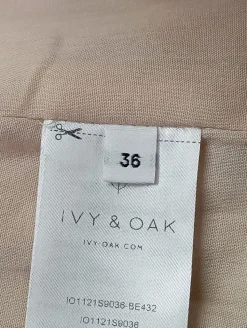 36
IVY & OAK
IVY-OAK.COM
IO1121S9036-BE432
IO1121S9036